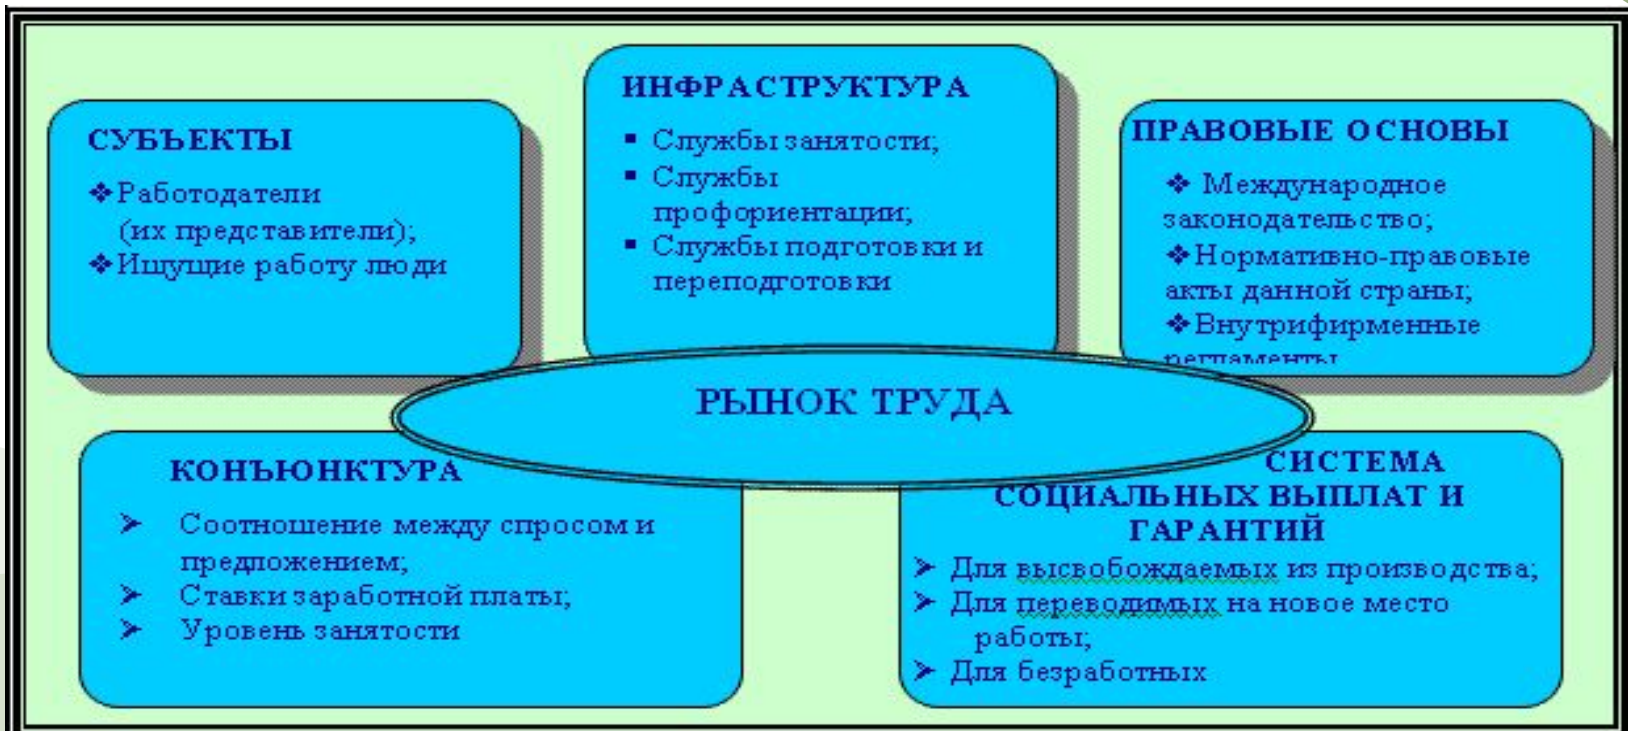 СУБЪЕКТЫ
❖Работодатели
(их представители);
❖Ищущие работу люди
ИНФРАСТРУКТУРА
▪ Службы занятости;
▪ Службы
профориентации;
▪ Службы подготовки и
переподготовки
ПРАВОВЫЕ ОСНОВЫ
❖ Международное
законодательство;
❖Нормативно-правовые
акты данной страны;
❖Внутрифирменные
регламенты
РЫНОК ТРУДА
КОНЪЮНКТУРА
➢ Соотношение между спросом и
предложением;
➢ Ставки заработной платы;
➢ Уровень занятости
СИСТЕМА
СОЦИАЛЬНЫХ ВЫПЛАТ И
ГАРАНТИЙ
➢ Для высвобождаемых из производства;
➢ Для переводимых на новое место
работы;
➢ Для безработных